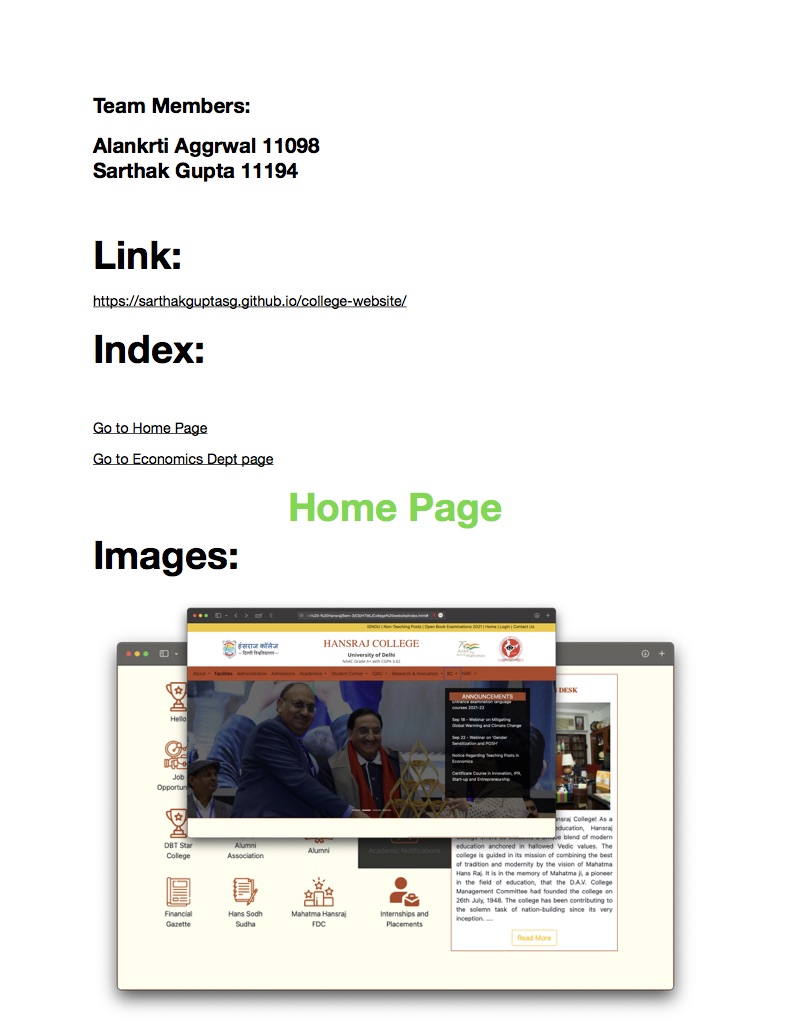 Team Members:
Alankrti Aggrwal 11098
Sarthak Gupta 11194
Link:
https://sarthakguptasg.github.io/college-website/
Index:
Go to Home Page
Go to Economics Dept page
Home Page
Images:
IGNOU | Non-Teaching Posts | Open Book Examinations 2021 | Home | Login | Contact Us
हंसराज कॉलेज
- दिल्ली विश्वविद्यालय -
HANSRAJ COLLEGE
University of Delhi
NAAC Grade A+ with CGPA 3.62
About Facilities Administration Admissions Academics Student Corner IQAC Research & Innovation IIC NIRF
ANNOUNCEMENTS
Entrance examination language
courses 2021-22
Sep 18 - Webinar on Mitigating
Global Warming and Climate Change
Sep 22 - Webinar on 'Gender
Sensitization and POSH'
Notice Regarding Teaching Posts in
Economics
Certificate Course in Innovation, IPR,
Start-up and Entrepreneurship
DESK
Hello
Job
Opportun
DBT Star
College
Alumni
Association
Alumni
Academic Notifications
Financial
Gazette
Hans Sodh
Sudha
Mahatma Hansraj
FDC
Internships and
Placements
Hansraj College! As a
education, Hansraj
blend of modern
education anchored in hallowed Vedic values. The
college is guided in its mission of combining the best
of tradition and modernity by the vision of Mahatma
Hans Raj. It is in the memory of Mahatma ji, a pioneer
in the field of education, that the D.A.V. College
Management Committee had founded the college on
26th July, 1948. The college has been contributing to
the solemn task of nation-building since its very
inception. ....
Read More